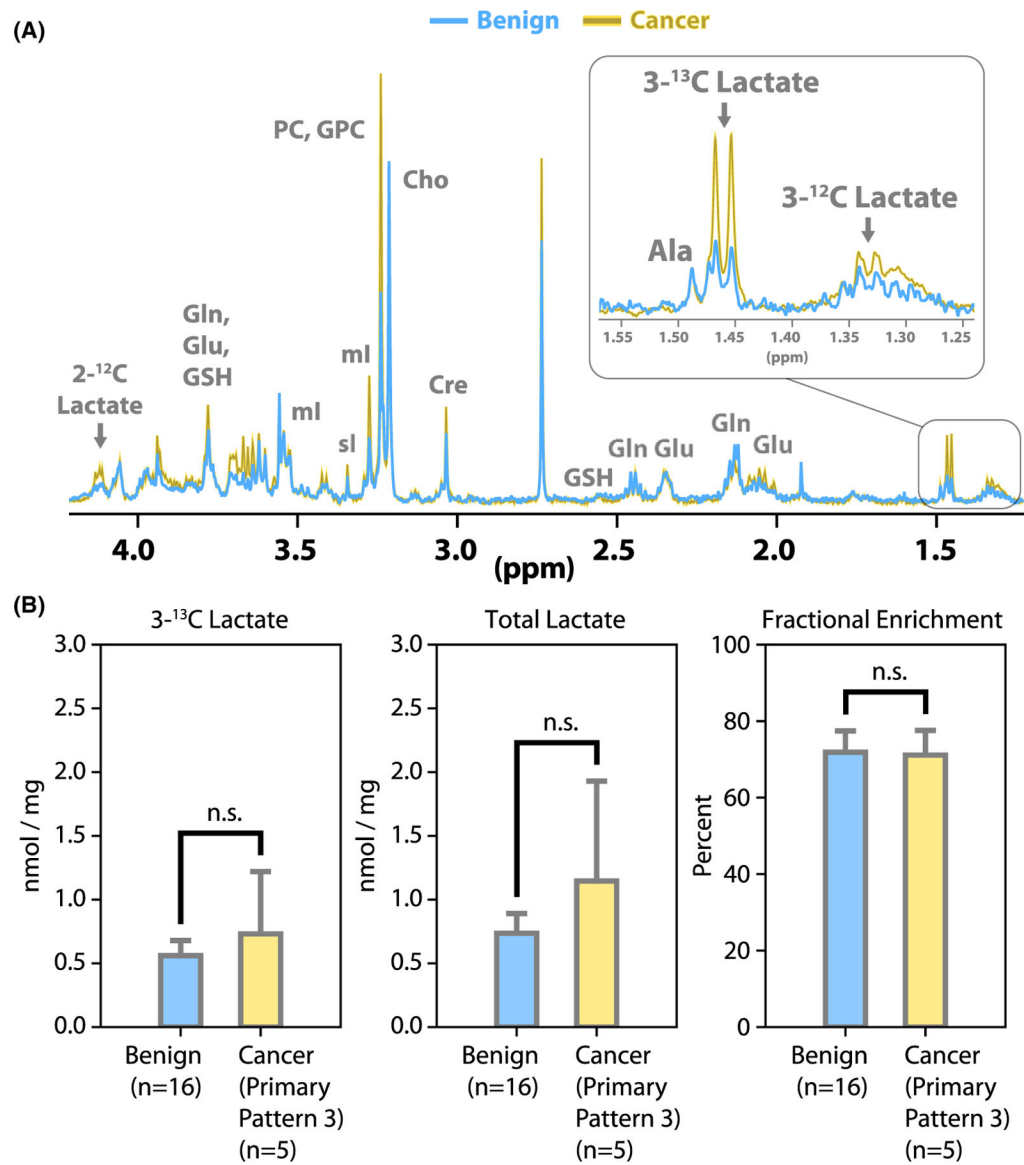 (A)
Benign Cancer
PC, GPC
Cho
Gln,
Glu,
GSH
2-¹²C
Lactate
mI
mI
sI
Cre
GSH
Gln Glu
Gln
Glu
3-¹³C Lactate
3-¹²C Lactate
Ala
1.55 1.50 1.45 1.40 1.35 1.30 1.25
(ppm)
4.0 3.5 3.0 2.5 2.0 1.5
(ppm)
(B)
3-¹³C Lactate
nmol / mg
3.0
2.5
2.0
1.5
1.0
0.5
0.0
n.s.
Benign
(n=16)
Cancer
(Primary
Pattern 3)
(n=5)
Total Lactate
nmol / mg
3.0
2.5
2.0
1.5
1.0
0.5
0.0
n.s.
Benign
(n=16)
Cancer
(Primary
Pattern 3)
(n=5)
Fractional Enrichment
Percent
100
80
60
40
20
0
n.s.
Benign
(n=16)
Cancer
(Primary
Pattern 3)
(n=5)